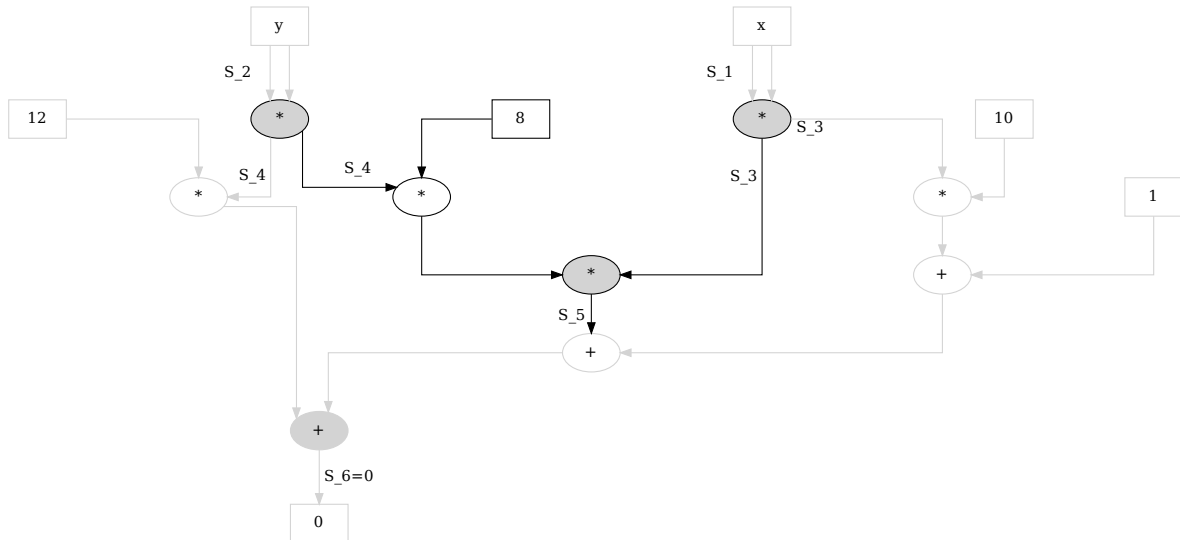 y x
S_2 S_1
12 * 8 * S_3 10
S_4 S_4 S_3
* * * 1
* +
S_5
+
+
S_6=0
0